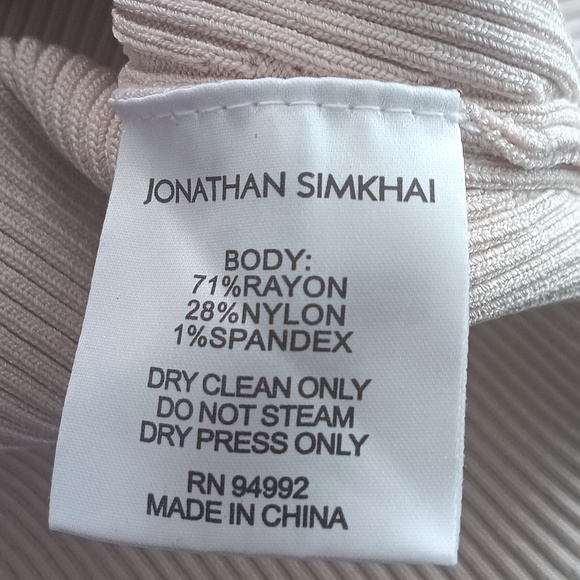 JONATHAN SIMKHAI
BODY:
71%RAYON
28%NYLON
1%SPANDEX
DRY CLEAN ONLY
DO NOT STEAM
DRY PRESS ONLY
RN 94992
MADE IN CHINA